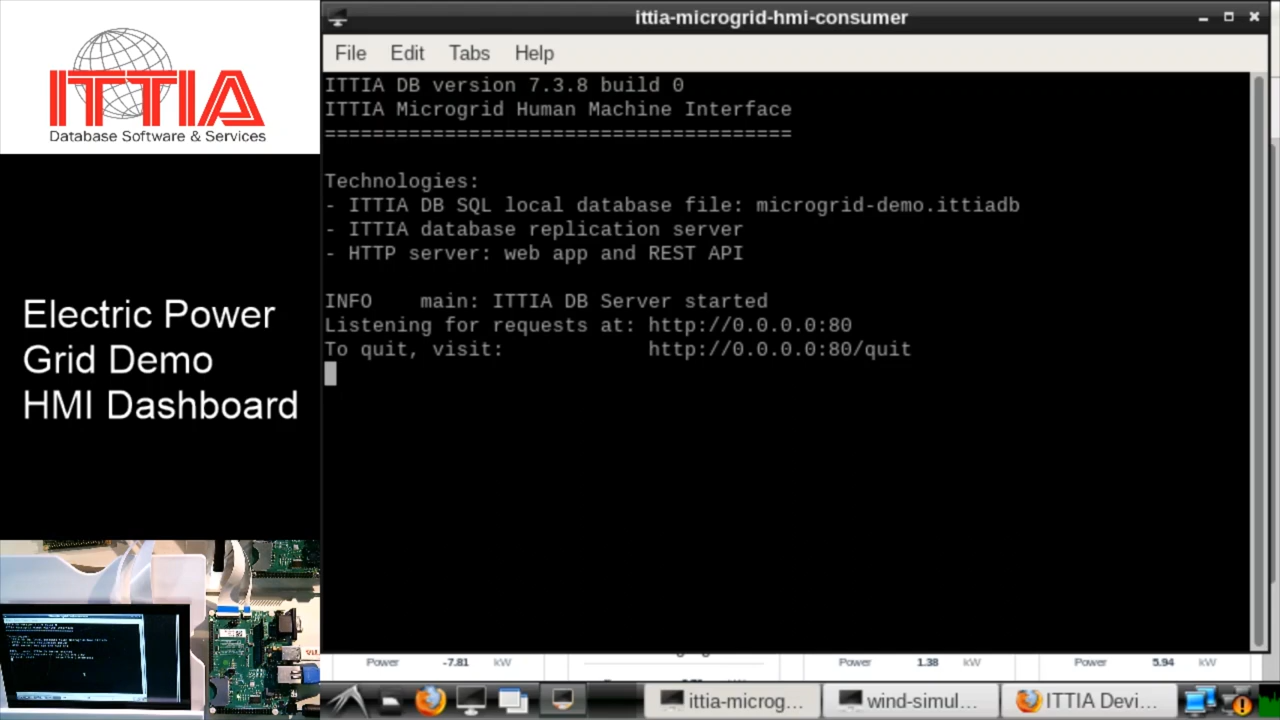 ITTIA
Database Software & Services
Electric Power
Grid Demo
HMI Dashboard
ittia-microgrid-hmi-consumer
File Edit Tabs Help
ITTIA DB version 7.3.8 build 0
ITTIA Microgrid Human Machine Interface
=======================================
Technologies:
- ITTIA DB SQL local database file: microgrid-demo.ittiadb
- ITTIA database replication server
- HTTP server: web app and REST API
INFO    main: ITTIA DB Server started
Listening for requests at: http://0.0.0.0:80
To quit, visit:            http://0.0.0.0:80/quit
Power -7.81 kW
Power 1.38 kW
Power 5.94 kW
ittia-microg... wind-simul... ITTIA Devi...